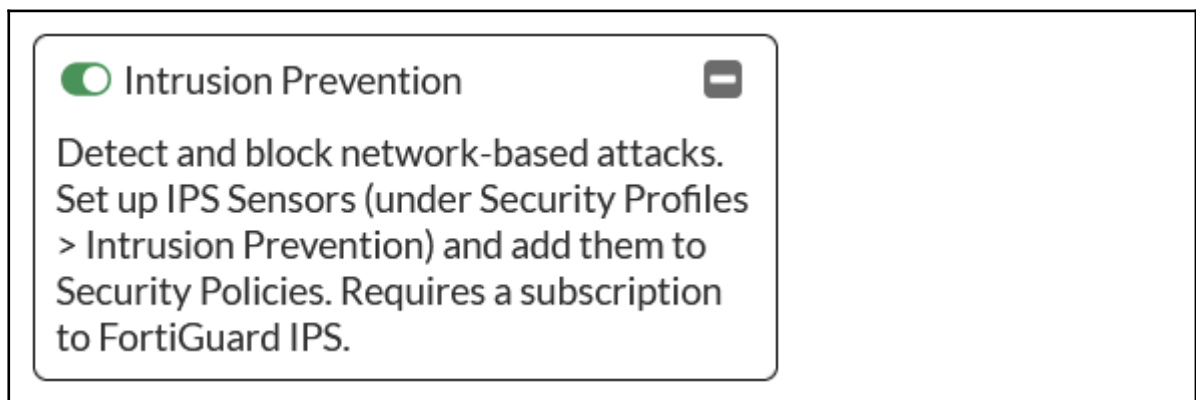 Intrusion Prevention
Detect and block network-based attacks.
Set up IPS Sensors (under Security Profiles
> Intrusion Prevention) and add them to
Security Policies. Requires a subscription
to FortiGuard IPS.